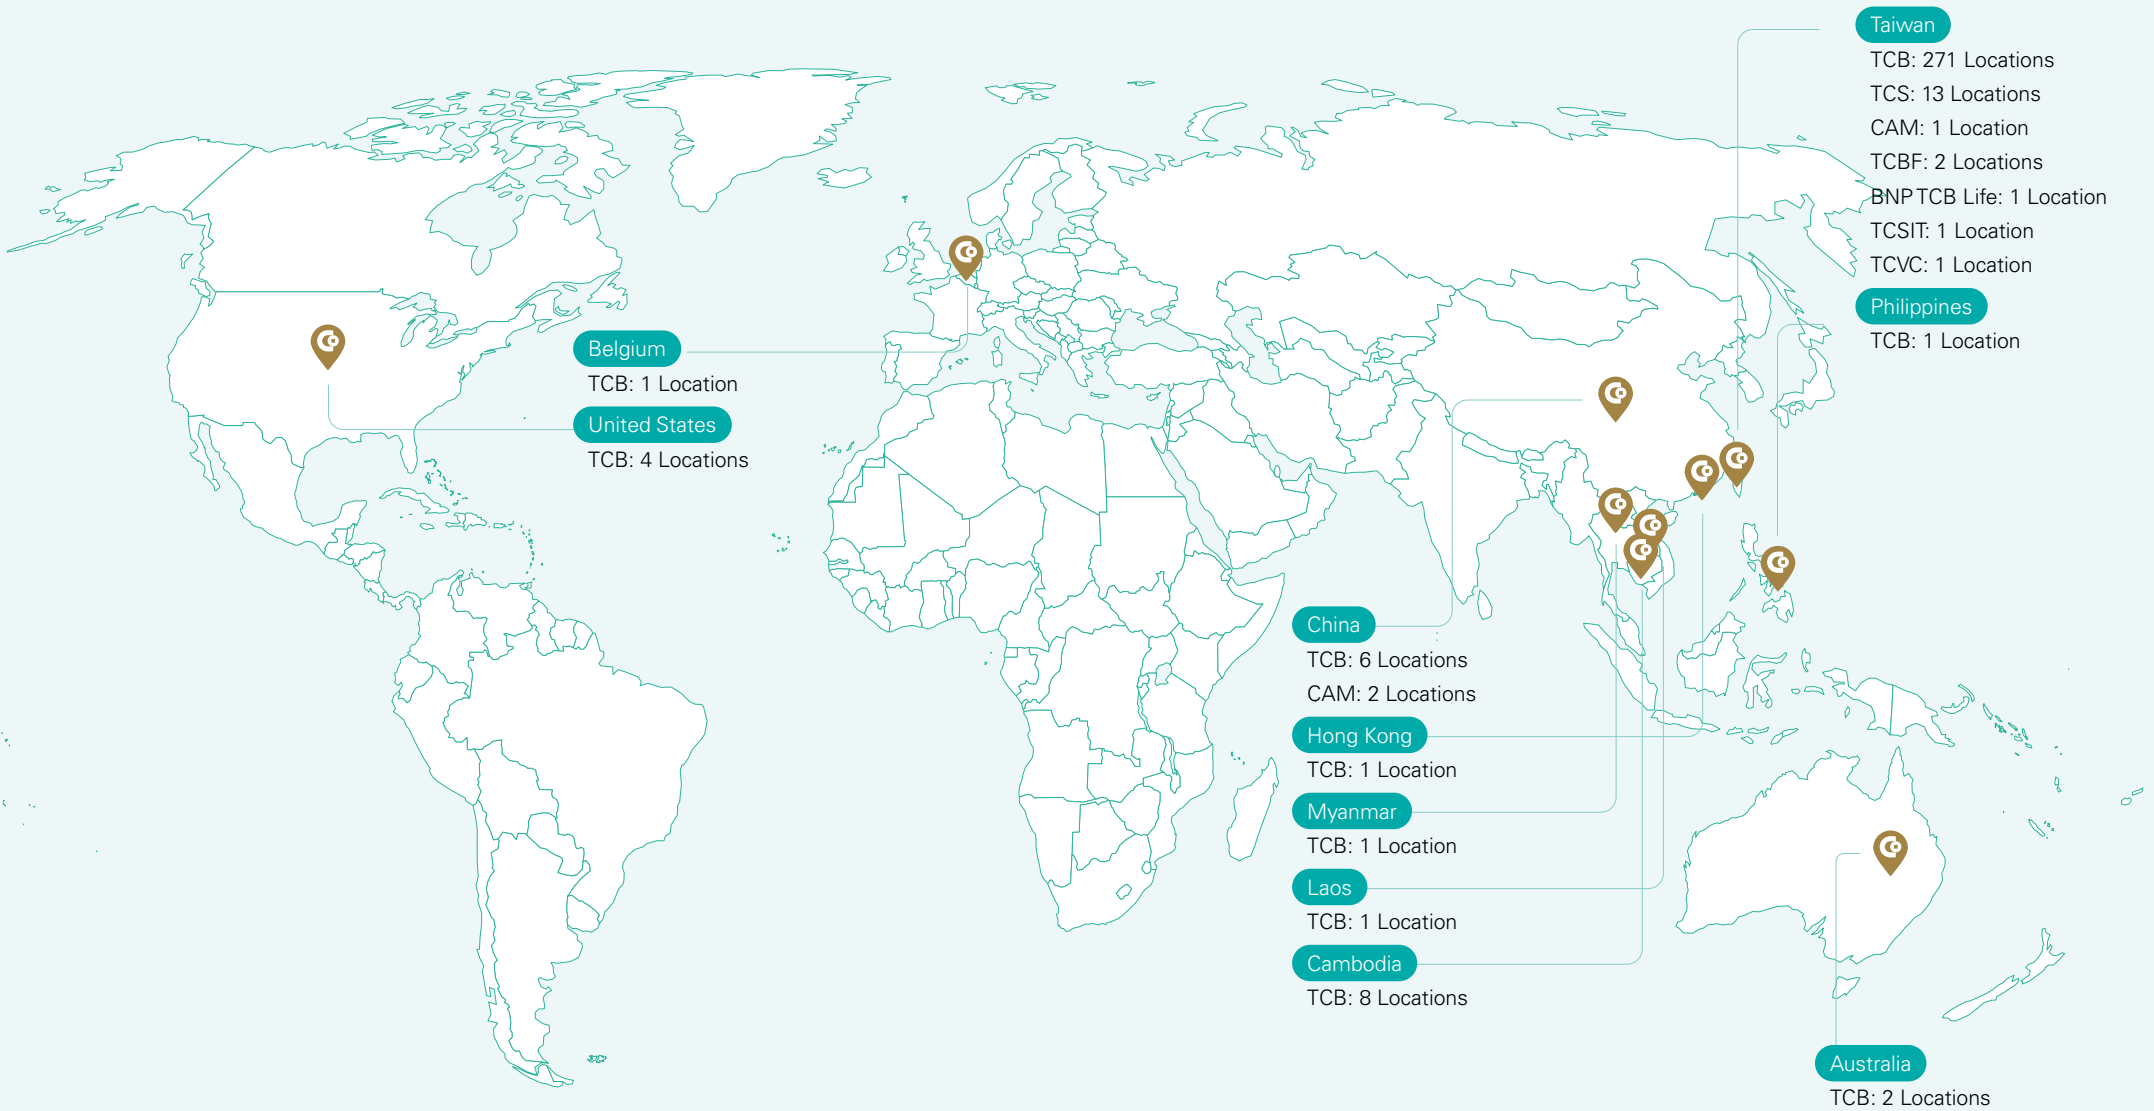 Taiwan
TCB: 271 Locations
TCS: 13 Locations
CAM: 1 Location
TCBF: 2 Locations
BNP TCB Life: 1 Location
TCSIT: 1 Location
TCVC: 1 Location
Philippines
TCB: 1 Location
Belgium
TCB: 1 Location
United States
TCB: 4 Locations
China
TCB: 6 Locations
CAM: 2 Locations
Hong Kong
TCB: 1 Location
Myanmar
TCB: 1 Location
Laos
TCB: 1 Location
Cambodia
TCB: 8 Locations
Australia
TCB: 2 Locations